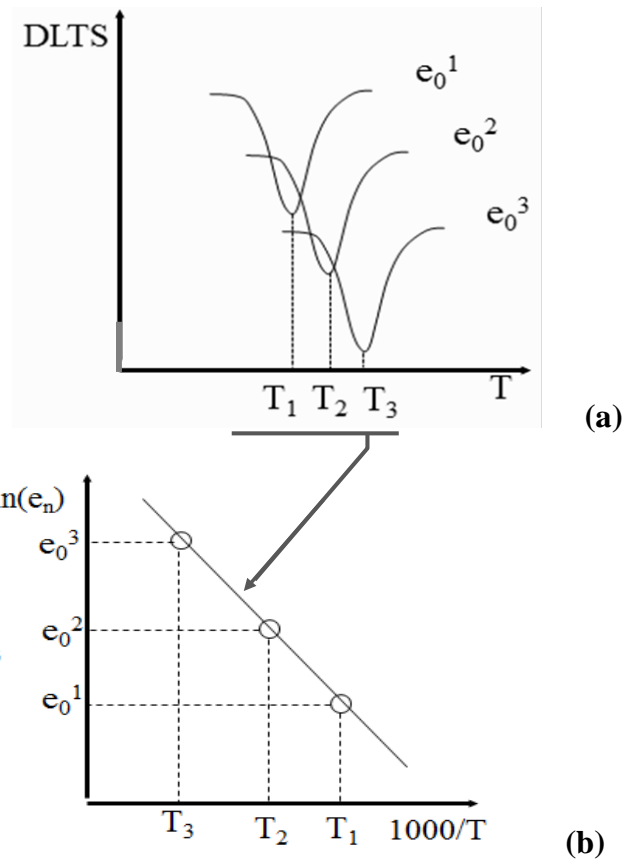 DLTS
e₀¹
e₀²
e₀³
T₁ T₂ T₃ T
(a)
n(eₙ)
e₀³
e₀²
e₀¹
T₃ T₂ T₁ 1000/T
(b)